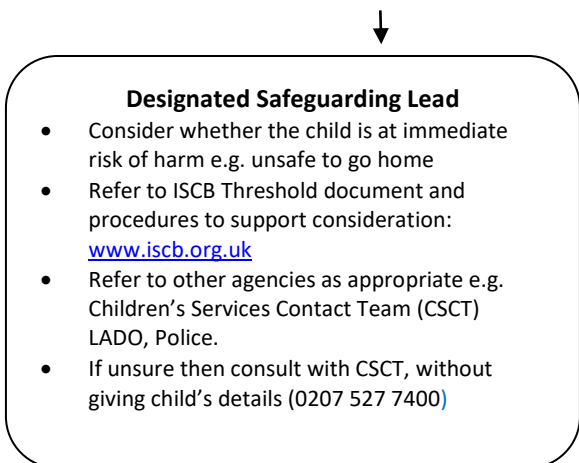 Designated Safeguarding Lead
• Consider whether the child is at immediate
risk of harm e.g. unsafe to go home
• Refer to ISCB Threshold document and
procedures to support consideration:
www.iscb.org.uk
• Refer to other agencies as appropriate e.g.
Children’s Services Contact Team (CSCT)
LADO, Police.
• If unsure then consult with CSCT, without
giving child’s details (0207 527 7400)